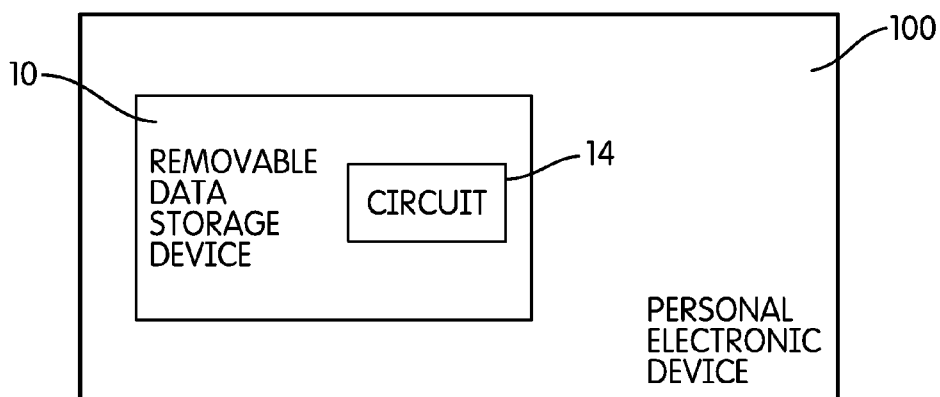 100
10
REMOVABLE
DATA
STORAGE
DEVICE
14
CIRCUIT
PERSONAL
ELECTRONIC
DEVICE